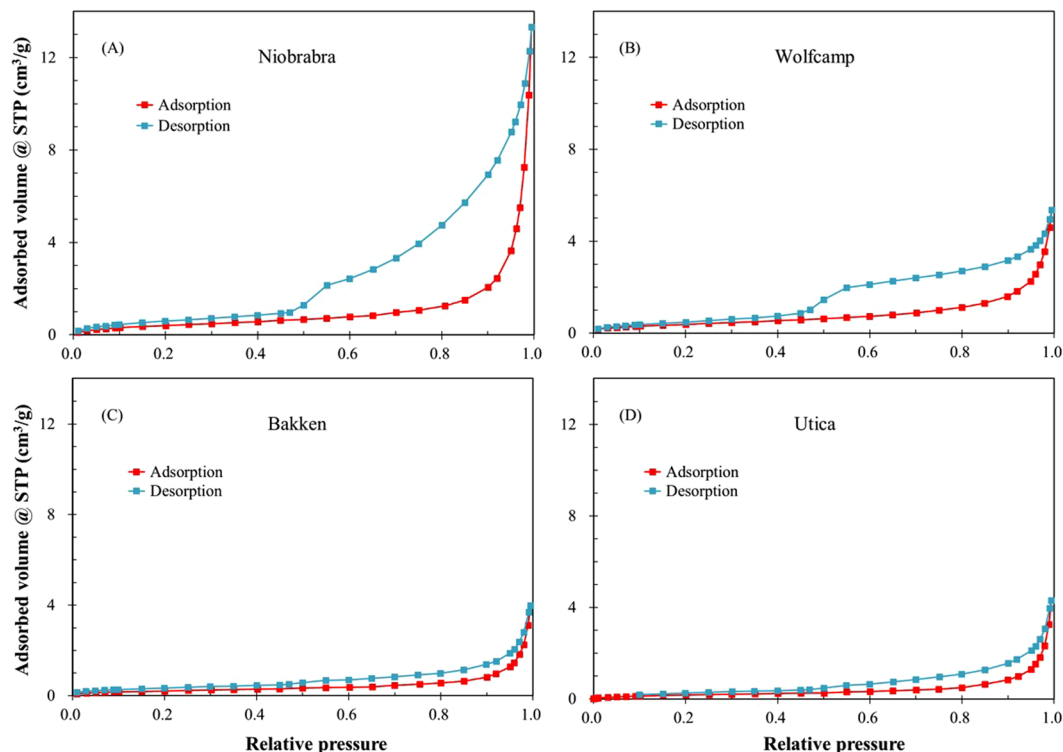 (A)
Niobrabra
Adsorption
Desorption
Adsorbed volume @ STP (cm³/g)
12
8
4
0
0.0 0.2 0.4 0.6 0.8 1.0
(B)
Wolfcamp
Adsorption
Desorption
12
8
4
0
0.0 0.2 0.4 0.6 0.8 1.0
(C)
Bakken
Adsorption
Desorption
Adsorbed volume @ STP (cm³/g)
12
8
4
0
0.0 0.2 0.4 0.6 0.8 1.0
Relative pressure
(D)
Utica
Adsorption
Desorption
12
8
4
0
0.0 0.2 0.4 0.6 0.8 1.0
Relative pressure